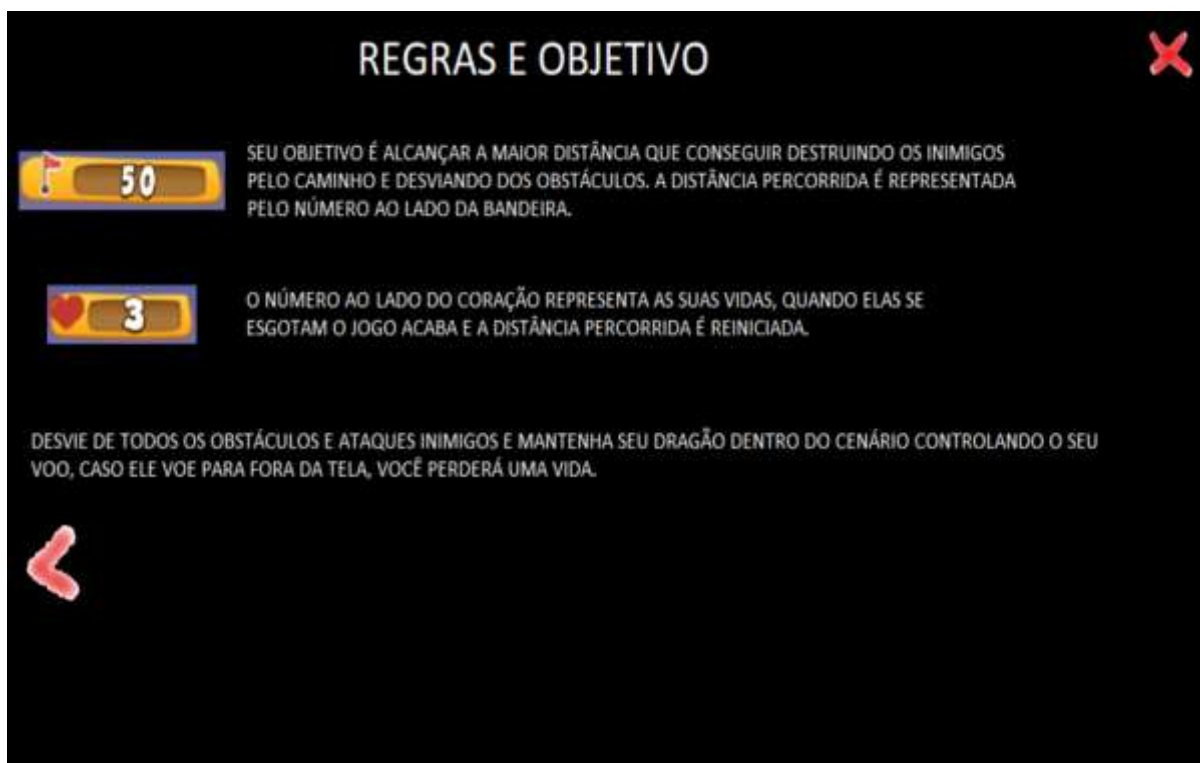 REGRAS E OBJETIVO
50
SEU OBJETIVO É ALCANÇAR A MAIOR DISTÂNCIA QUE CONSEGUIR DESTRUINDO OS INIMIGOS
PELO CAMINHO E DESVIANDO DOS OBSTÁCULOS. A DISTÂNCIA PERCORRIDA É REPRESENTADA
PELO NÚMERO AO LADO DA BANDEIRA.
3
O NÚMERO AO LADO DO CORAÇÃO REPRESENTA AS SUAS VIDAS, QUANDO ELAS SE
ESGOTAM O JOGO ACABA E A DISTÂNCIA PERCORRIDA É REINICIADA.
DESVIE DE TODOS OS OBSTÁCULOS E ATAQUES INIMIGOS E MANTENHA SEU DRAGÃO DENTRO DO CENÁRIO CONTROLANDO O SEU
VOO, CASO ELE VOE PARA FORA DA TELA, VOCÊ PERDERÁ UMA VIDA.